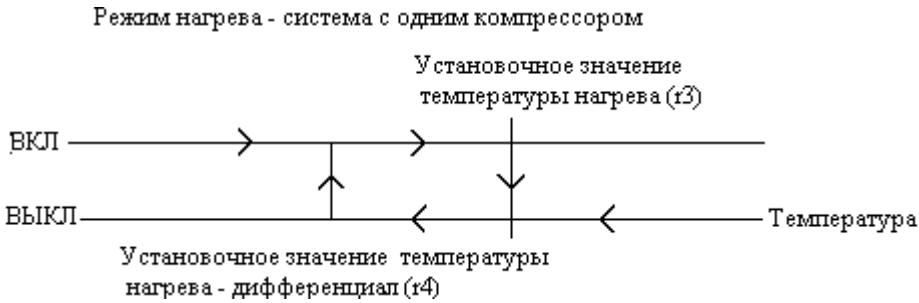 Режим нагрева - система с одним компрессором
Установочное значение
температуры нагрева (r3)
ВКЛ
ВЫКЛ
Температура
Установочное значение температуры
нагрева - дифференциал (r4)